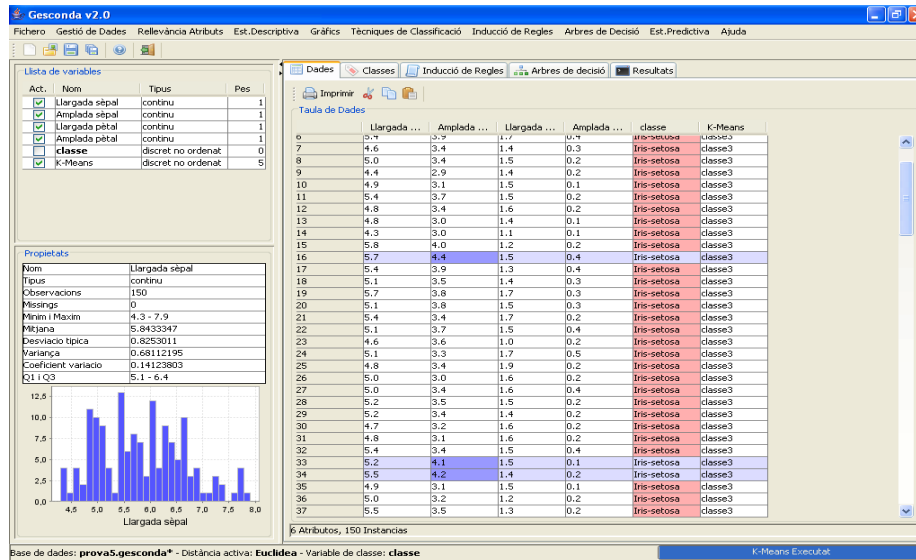 Gesconda v2.0
Fichero Gestió de Dades Rellevància Atributs Est.Descriptiva Gràfics Tècniques de Classificació Inducció de Regles Arbres de Decisió Est.Predictiva Ajuda
Llista de variables
Act. Nom Tipus Pes
Llargada sèpal continu 1
Amplada sèpal continu 1
Llargada pètal continu 1
Amplada pètal continu 1
classe discret no ordenat 0
K-Means discret no ordenat 5
Propietats
Nom Llargada sèpal
Tipus continu
Observacions 150
Missings 0
Minim i Maxim 4.3 - 7.9
Mitjana 5.8433347
Desviacio tipica 0.8253011
Variança 0.68112195
Coeficient variacio 0.14123803
Q1 i Q3 5.1 - 6.4
12,5
10,0
7,5
5,0
2,5
0,0
4,5 5,0 5,5 6,0 6,5 7,0 7,5 8,0
Llargada sèpal
Dades Classes Inducció de Regles Arbres de decisió Resultats
Imprimir
Taula de Dades
Llargada ... Amplada ... Llargada ... Amplada ... classe K-Means
6 5.4 3.9 1.7 0.4 Iris-setosa classe3
7 4.6 3.4 1.4 0.3 Iris-setosa classe3
8 5.0 3.4 1.5 0.2 Iris-setosa classe3
9 4.4 2.9 1.4 0.2 Iris-setosa classe3
10 4.9 3.1 1.5 0.1 Iris-setosa classe3
11 5.4 3.7 1.5 0.2 Iris-setosa classe3
12 4.8 3.4 1.6 0.2 Iris-setosa classe3
13 4.8 3.0 1.4 0.1 Iris-setosa classe3
14 4.3 3.0 1.1 0.1 Iris-setosa classe3
15 5.8 4.0 1.2 0.2 Iris-setosa classe3
16 5.7 4.4 1.5 0.4 Iris-setosa classe3
17 5.4 3.9 1.3 0.4 Iris-setosa classe3
18 5.1 3.5 1.4 0.3 Iris-setosa classe3
19 5.7 3.8 1.7 0.3 Iris-setosa classe3
20 5.1 3.8 1.5 0.3 Iris-setosa classe3
21 5.4 3.4 1.7 0.2 Iris-setosa classe3
22 5.1 3.7 1.5 0.4 Iris-setosa classe3
23 4.6 3.6 1.0 0.2 Iris-setosa classe3
24 5.1 3.3 1.7 0.5 Iris-setosa classe3
25 4.8 3.4 1.9 0.2 Iris-setosa classe3
26 5.0 3.0 1.6 0.2 Iris-setosa classe3
27 5.0 3.4 1.6 0.4 Iris-setosa classe3
28 5.2 3.5 1.5 0.2 Iris-setosa classe3
29 5.2 3.4 1.4 0.2 Iris-setosa classe3
30 4.7 3.2 1.6 0.2 Iris-setosa classe3
31 4.8 3.1 1.6 0.2 Iris-setosa classe3
32 5.4 3.4 1.5 0.4 Iris-setosa classe3
33 5.2 4.1 1.5 0.1 Iris-setosa classe3
34 5.5 4.2 1.4 0.2 Iris-setosa classe3
35 4.9 3.1 1.5 0.1 Iris-setosa classe3
36 5.0 3.2 1.2 0.2 Iris-setosa classe3
37 5.5 3.5 1.3 0.2 Iris-setosa classe3
6 Atributos, 150 Instancias
Base de dades: prova5.gesconda* - Distància activa: Euclídea - Variable de classe: classe
K-Means Executat